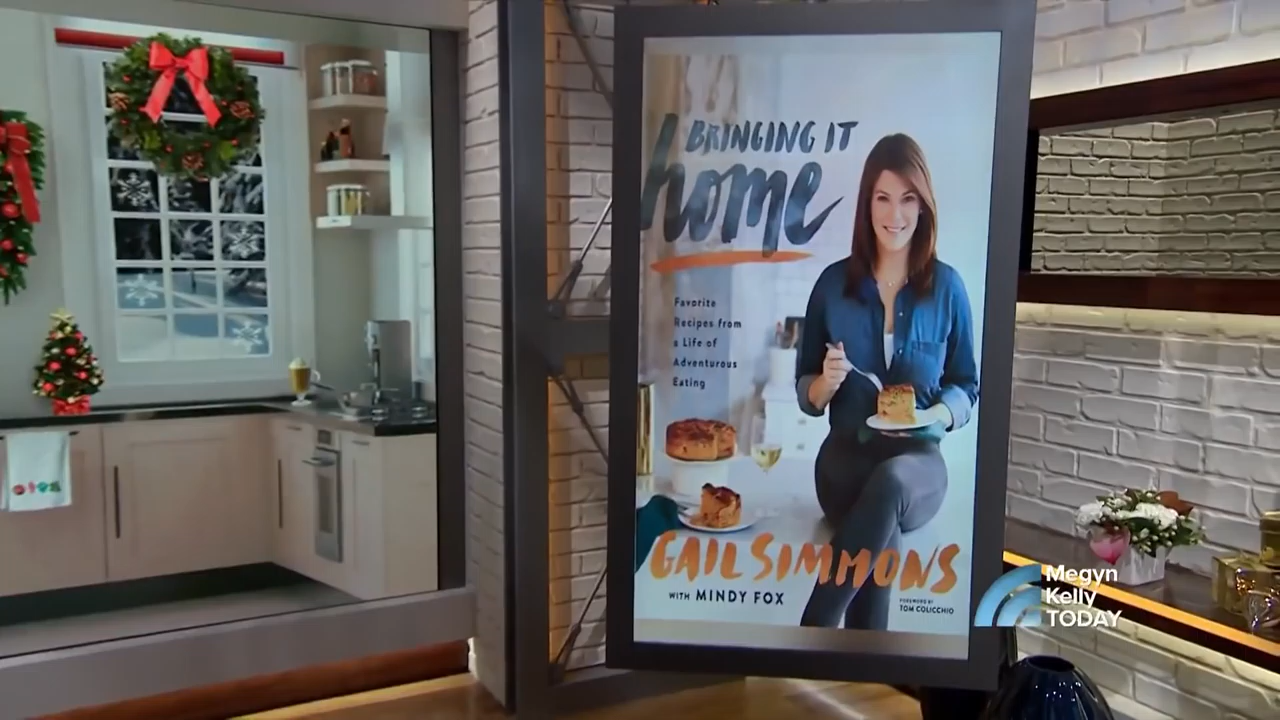 BRINGING IT
home
Favorite
Recipes from
a Life of
Adventurous
Eating
GAIL SIMMONS
WITH MINDY FOX
FOREWORD BY
TOM COLICCHIO
Megyn
Kelly
TODAY